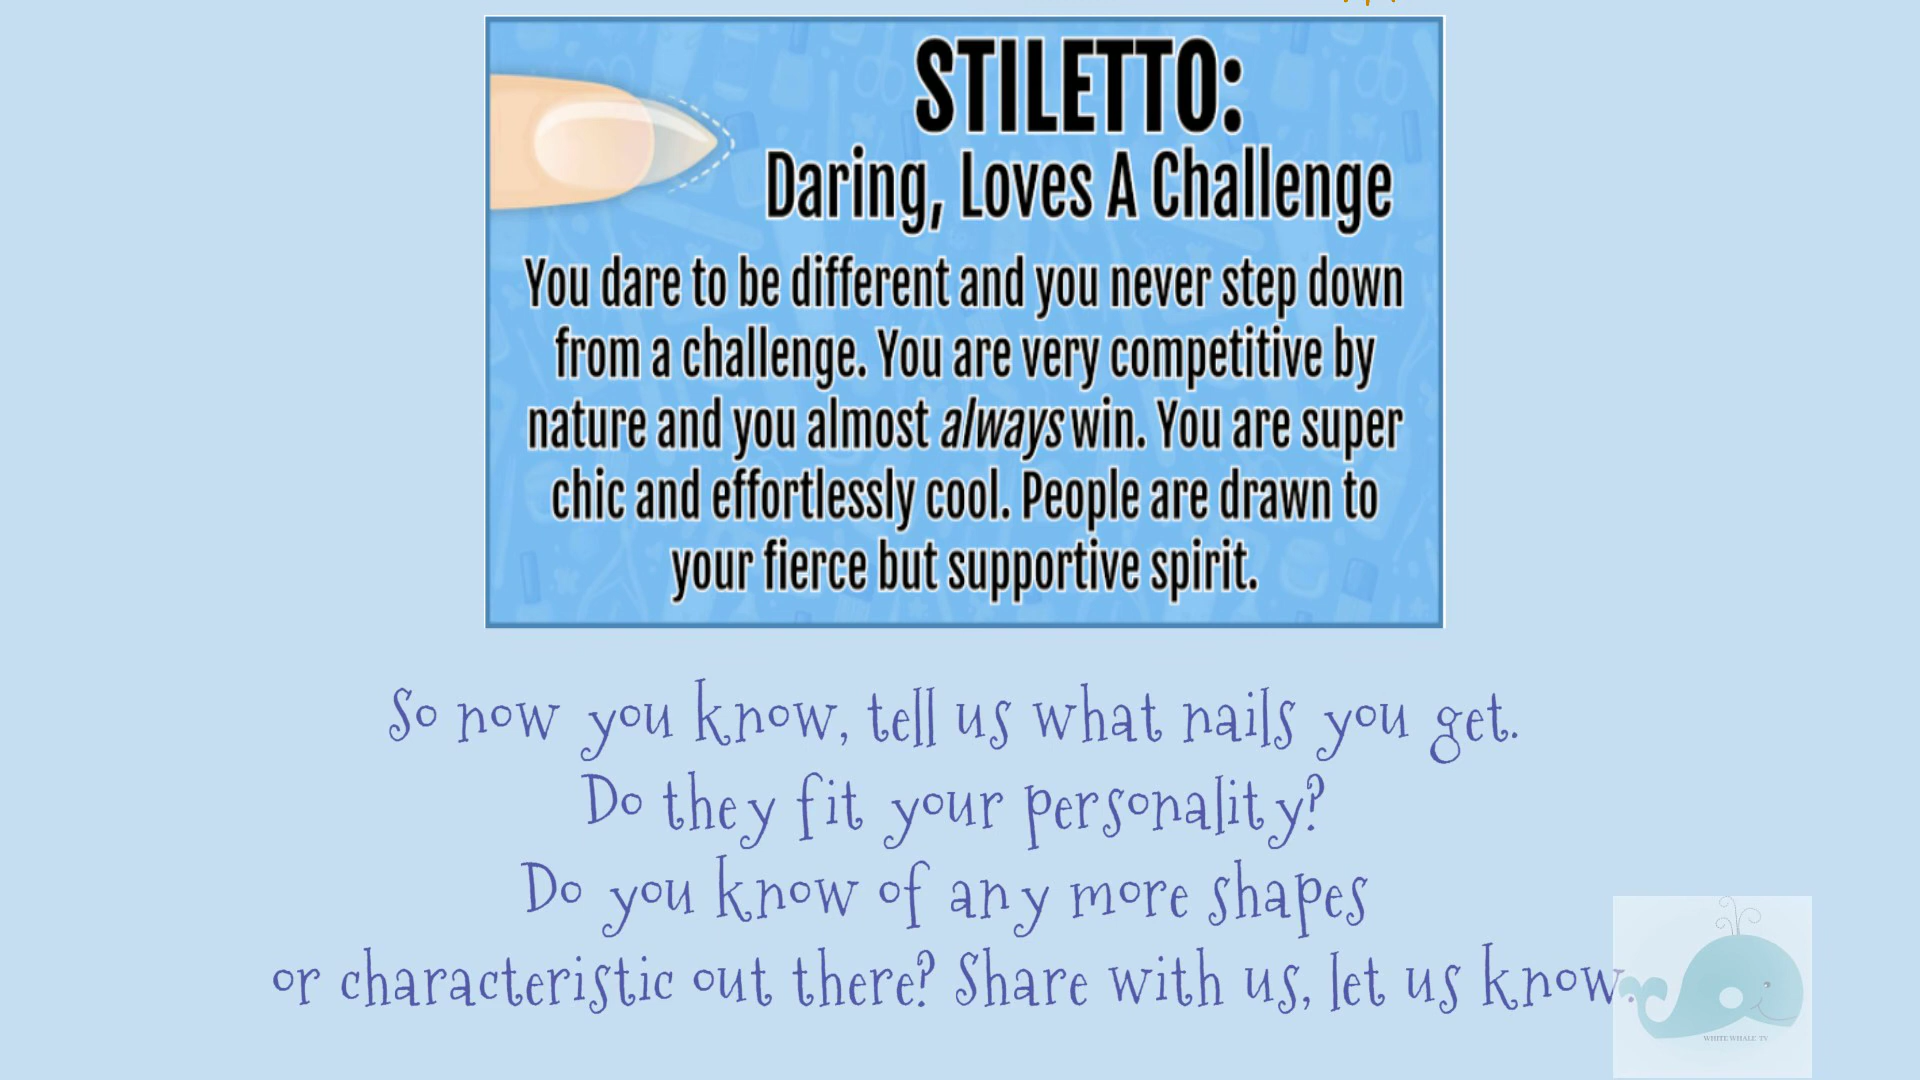 STILETTO:
Daring, Loves A Challenge
You dare to be different and you never step down
from a challenge. You are very competitive by
nature and you almost always win. You are super
chic and effortlessly cool. People are drawn to
your fierce but supportive spirit.
So now you know, tell us what nails you get.
Do they fit your personality?
Do you know of any more shapes
or characteristic out there? Share with us, let us know.
WHITE WHALE TV